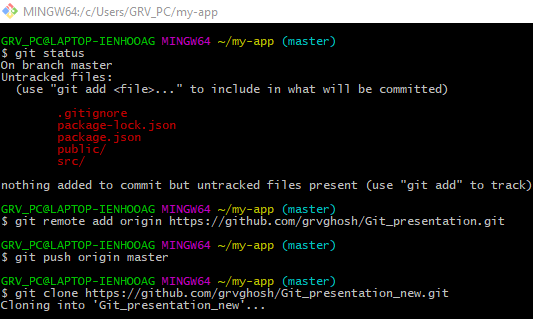 MINGW64:/c/Users/GRV_PC/my-app
GRV_PC@LAPTOP-IENHOOAG MINGW64 ~/my-app (master)
$ git status
On branch master
Untracked files:
(use "git add <file>..." to include in what will be committed)
.gitignore
package-lock.json
package.json
public/
src/
nothing added to commit but untracked files present (use "git add" to track)
GRV_PC@LAPTOP-IENHOOAG MINGW64 ~/my-app (master)
$ git remote add origin https://github.com/grvghosh/Git_presentation.git
GRV_PC@LAPTOP-IENHOOAG MINGW64 ~/my-app (master)
$ git push origin master
GRV_PC@LAPTOP-IENHOOAG MINGW64 ~/my-app (master)
$ git clone https://github.com/grvghosh/Git_presentation_new.git
Cloning into 'Git_presentation_new'...